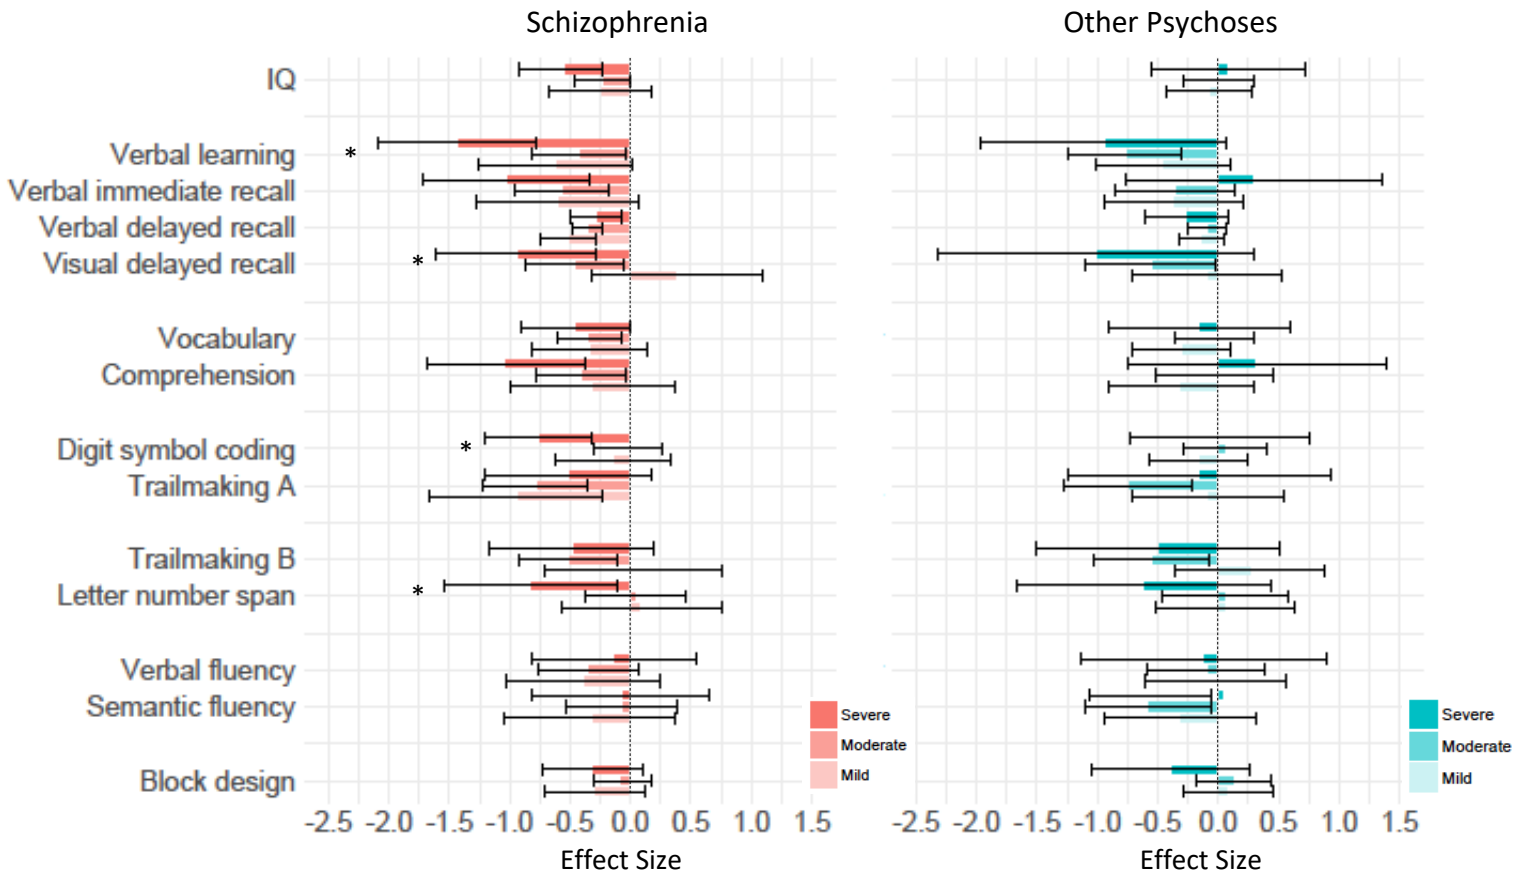 Schizophrenia
Other Psychoses
IQ
*
Verbal learning
Verbal immediate recall
Verbal delayed recall
*
Visual delayed recall
Vocabulary
Comprehension
*
Digit symbol coding
Trailmaking A
Trailmaking B
*
Letter number span
Verbal fluency
Semantic fluency
Block design
Severe
Moderate
Mild
Severe
Moderate
Mild
-2.5 -2.0 -1.5 -1.0 -0.5 0.0 0.5 1.0 1.5
-2.5 -2.0 -1.5 -1.0 -0.5 0.0 0.5 1.0 1.5
Effect Size
Effect Size